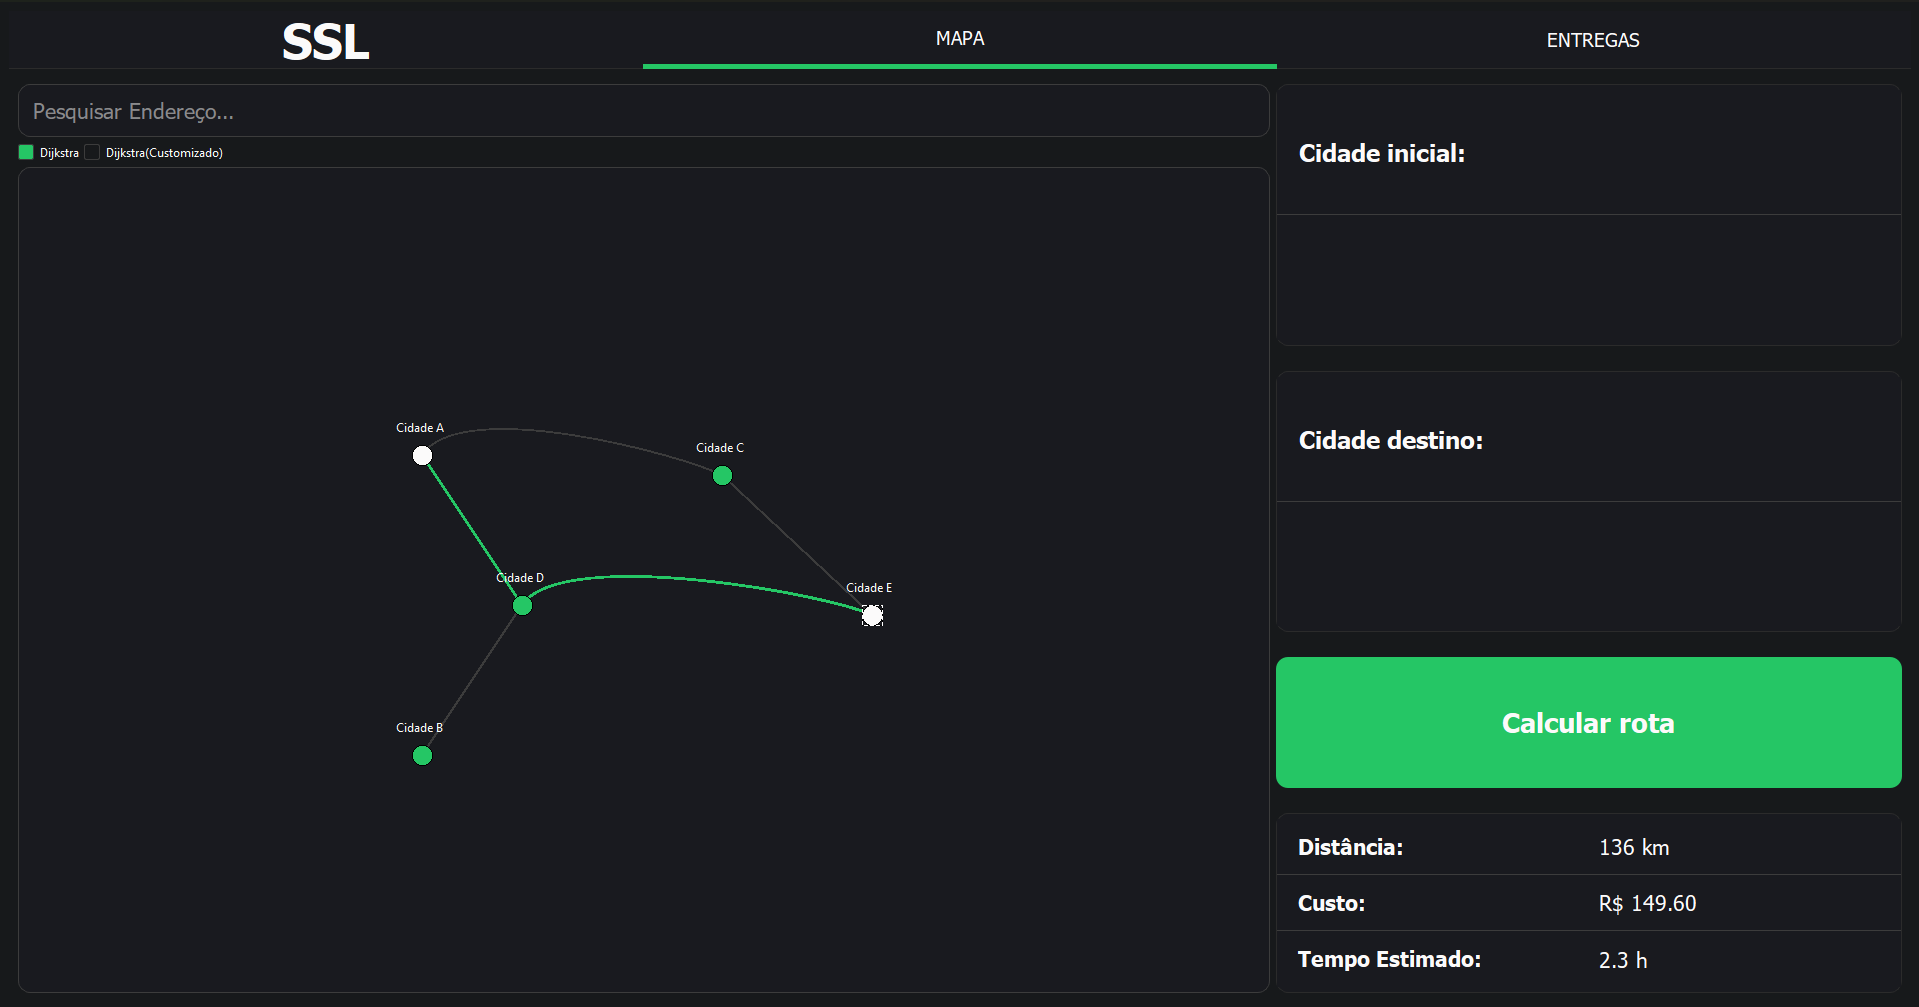 SSL
MAPA
ENTREGAS
Pesquisar Endereço...
Dijkstra
Dijkstra(Customizado)
Cidade A
Cidade C
Cidade D
Cidade E
Cidade B
Cidade inicial:
Cidade destino:
Calcular rota
Distância: 136 km
Custo: R$ 149.60
Tempo Estimado: 2.3 h